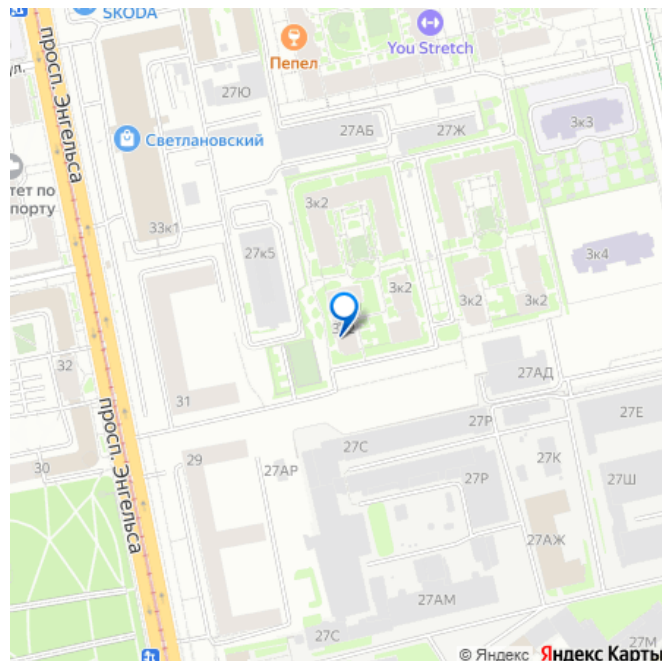 ŠKODA
просп. Энгельса
ул.
Пепел
You Stretch
27Ю
27АБ
27Ж
3к3
Светлановский
тет по
порту
3к2
33к1
27к5
3к4
3к2
3к2
3к2
32
27АД
31
просп. Энгельса
27Р
27Е
30
29
27С
27АР
27Р
27К
27Ш
27АЖ
27АМ
27С
27М
© Яндекс Яндекс Карты